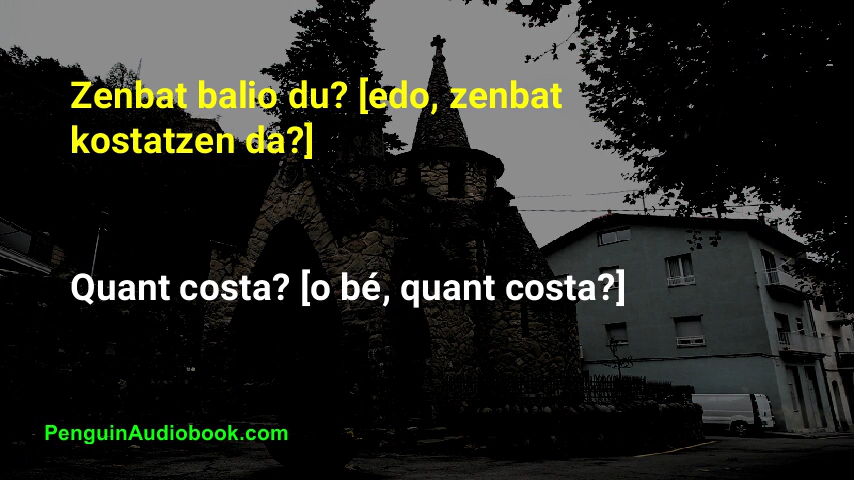 Zenbat balio du? [edo, zenbat
kostatzen da?]
Quant costa? [o bé, quant costa?]
PenguinAudiobook.com